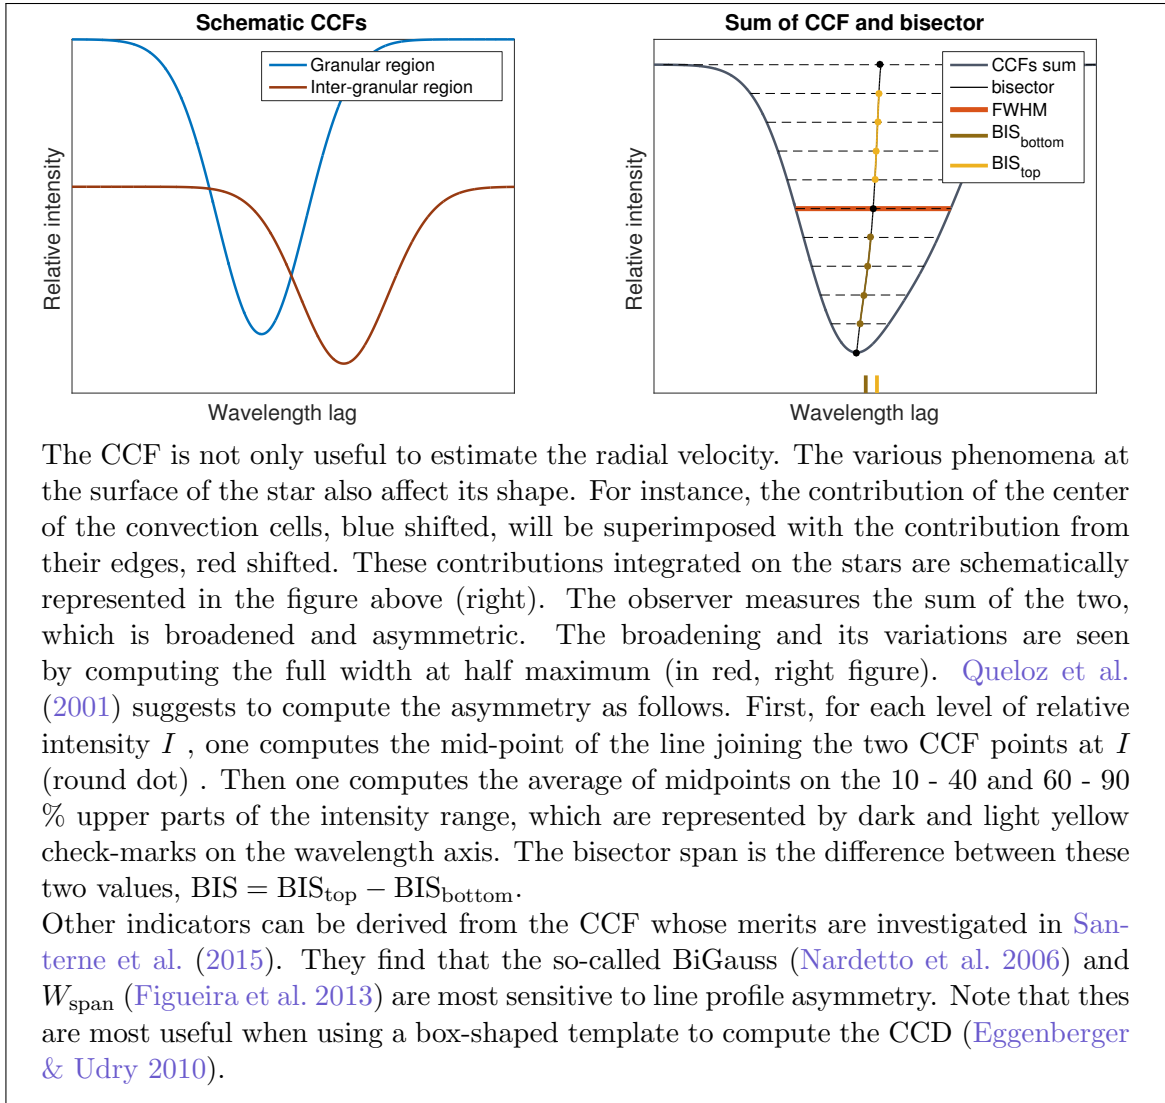 Schematic CCFs
Granular region
Inter-granular region
Relative intensity
Wavelength lag
Sum of CCF and bisector
CCFs sum
bisector
FWHM
BIS_bottom
BIS_top
Relative intensity
Wavelength lag
The CCF is not only useful to estimate the radial velocity. The various phenomena at
the surface of the star also affect its shape. For instance, the contribution of the center
of the convection cells, blue shifted, will be superimposed with the contribution from
their edges, red shifted. These contributions integrated on the stars are schematically
represented in the figure above (right). The observer measures the sum of the two,
which is broadened and asymmetric. The broadening and its variations are seen
by computing the full width at half maximum (in red, right figure). Queloz et al.
(2001) suggests to compute the asymmetry as follows. First, for each level of relative
intensity I , one computes the mid-point of the line joining the two CCF points at I
(round dot) . Then one computes the average of midpoints on the 10 - 40 and 60 - 90
% upper parts of the intensity range, which are represented by dark and light yellow
check-marks on the wavelength axis. The bisector span is the difference between these
two values, BIS = BIS_top − BIS_bottom.
Other indicators can be derived from the CCF whose merits are investigated in San-
terne et al. (2015). They find that the so-called BiGauss (Nardetto et al. 2006) and
W_span (Figueira et al. 2013) are most sensitive to line profile asymmetry. Note that thes
are most useful when using a box-shaped template to compute the CCD (Eggenberger
& Udry 2010).